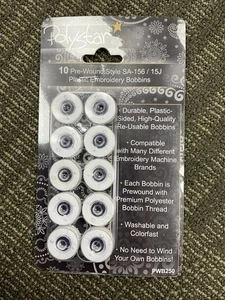 Polystar
10 Pre-Wound Style SA-156 / 15J
Plastic Embroidery Bobbins
• Durable, Plastic-
Sided, High-Quality
Re-Usable Bobbins
• Compatible
with Many Different
Embroidery Machine
Brands
• Each Bobbin is
Prewound with
Premium Polyester
Bobbin Thread
• Washable and
Colorfast
• No Need to Wind
Your Own Bobbins!
PWB250